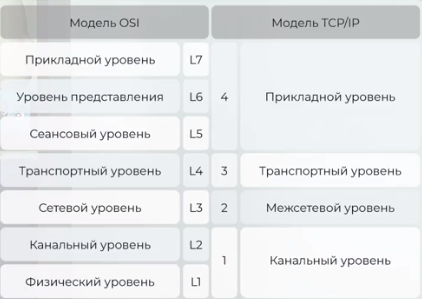 Модель OSI Модель TCP/IP
Прикладной уровень L7
Уровень представления L6 4 Прикладной уровень
Сеансовый уровень L5
Транспортный уровень L4 3 Транспортный уровень
Сетевой уровень L3 2 Межсетевой уровень
Канальный уровень L2
1 Канальный уровень
Физический уровень L1